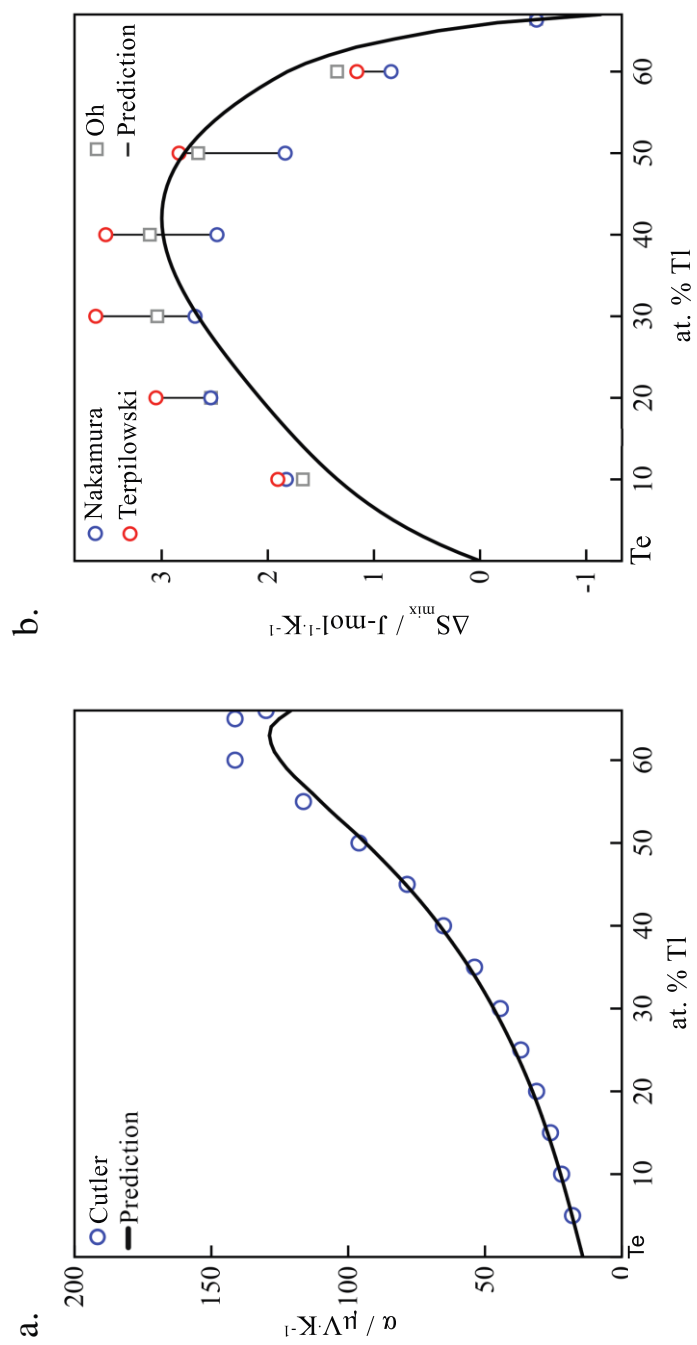 a.
α / μV·K-1
200
150
100
50
0
Cutler
Prediction
Te
10
20
30
40
50
60
at. % Tl
b.
ΔSmix / J-mol-1·K-1
3
2
1
0
-1
Nakamura
Terpilowski
Oh
Prediction
Te
10
20
30
40
50
60
at. % Tl